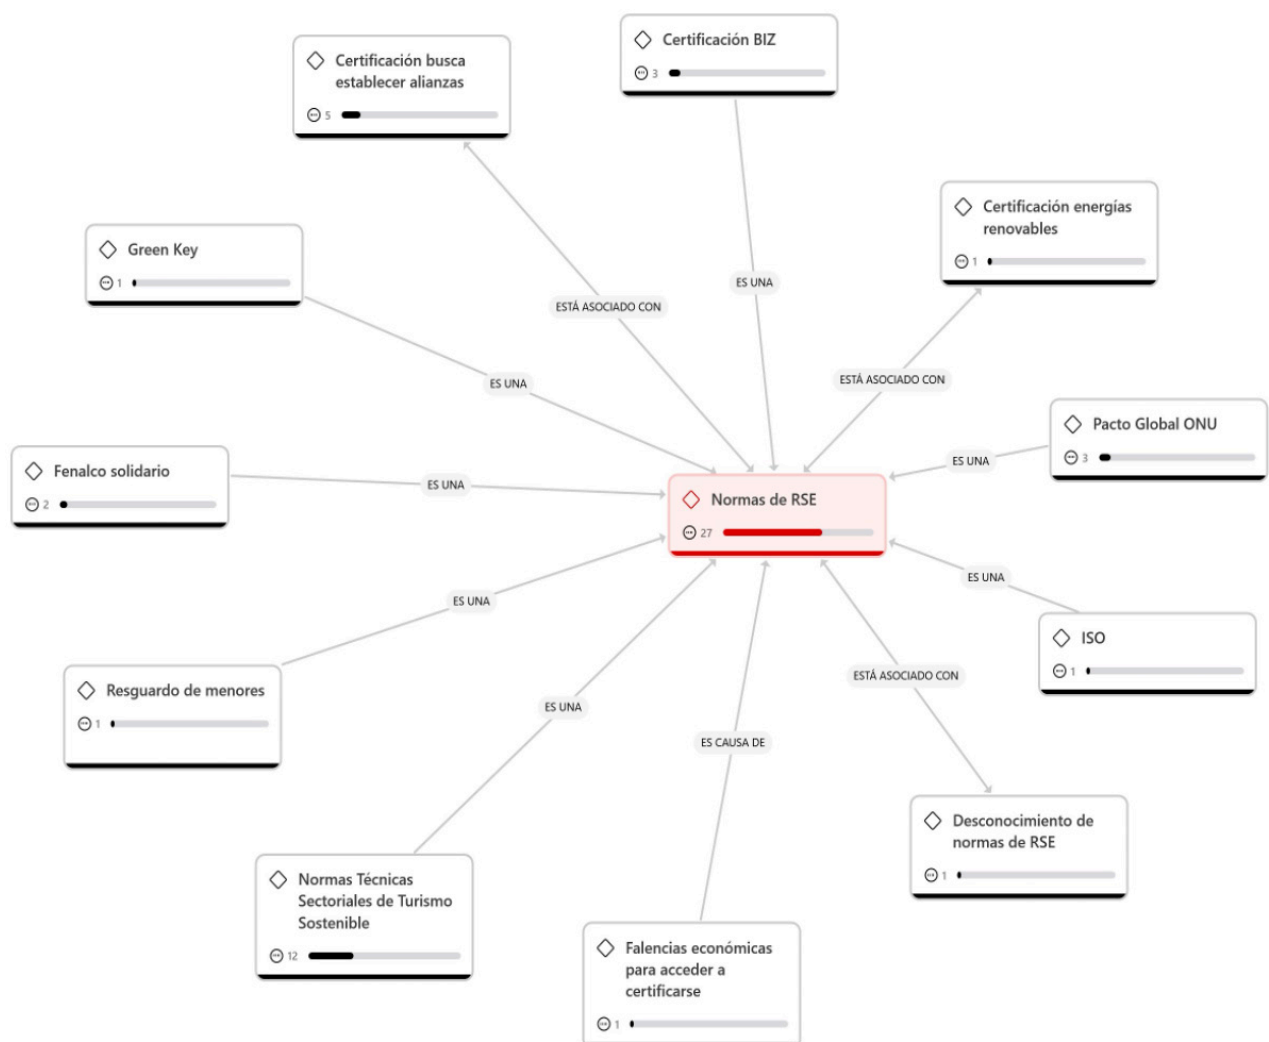 Certificación BIZ
3
Certificación busca
establecer alianzas
5
Certificación energías
renovables
1
Green Key
1
ES UNA
ESTÁ ASOCIADO CON
ESTÁ ASOCIADO CON
ES UNA
Pacto Global ONU
3
ES UNA
Fenalco solidario
2
ES UNA
Normas de RSE
27
ES UNA
ES UNA
ISO
1
ESTÁ ASOCIADO CON
Resguardo de menores
1
ES UNA
ES CAUSA DE
Desconocimiento de
normas de RSE
1
Normas Técnicas
Sectoriales de Turismo
Sostenible
12
Falencias económicas
para acceder a
certificarse
1